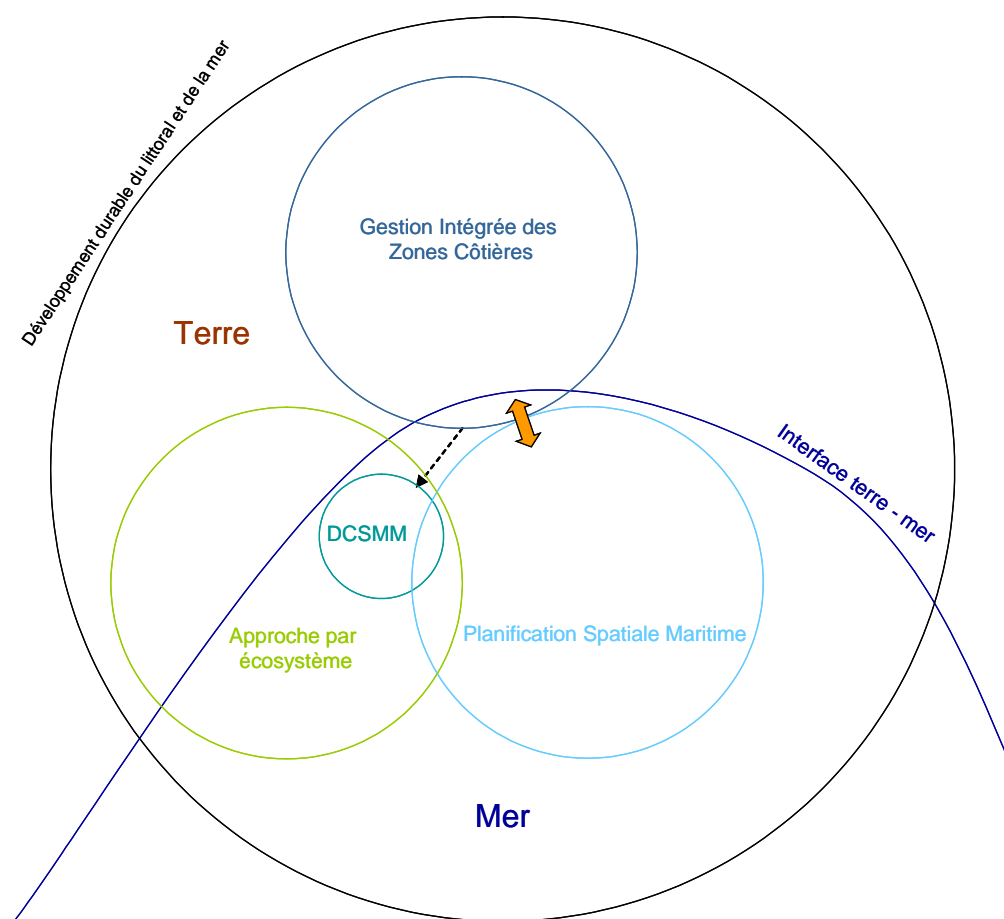 Développement durable du littoral et de la mer
Gestion Intégrée des
Zones Côtières
Terre
Interface terre - mer
DCSMM
Approche par
écosystème
Planification Spatiale Maritime
Mer